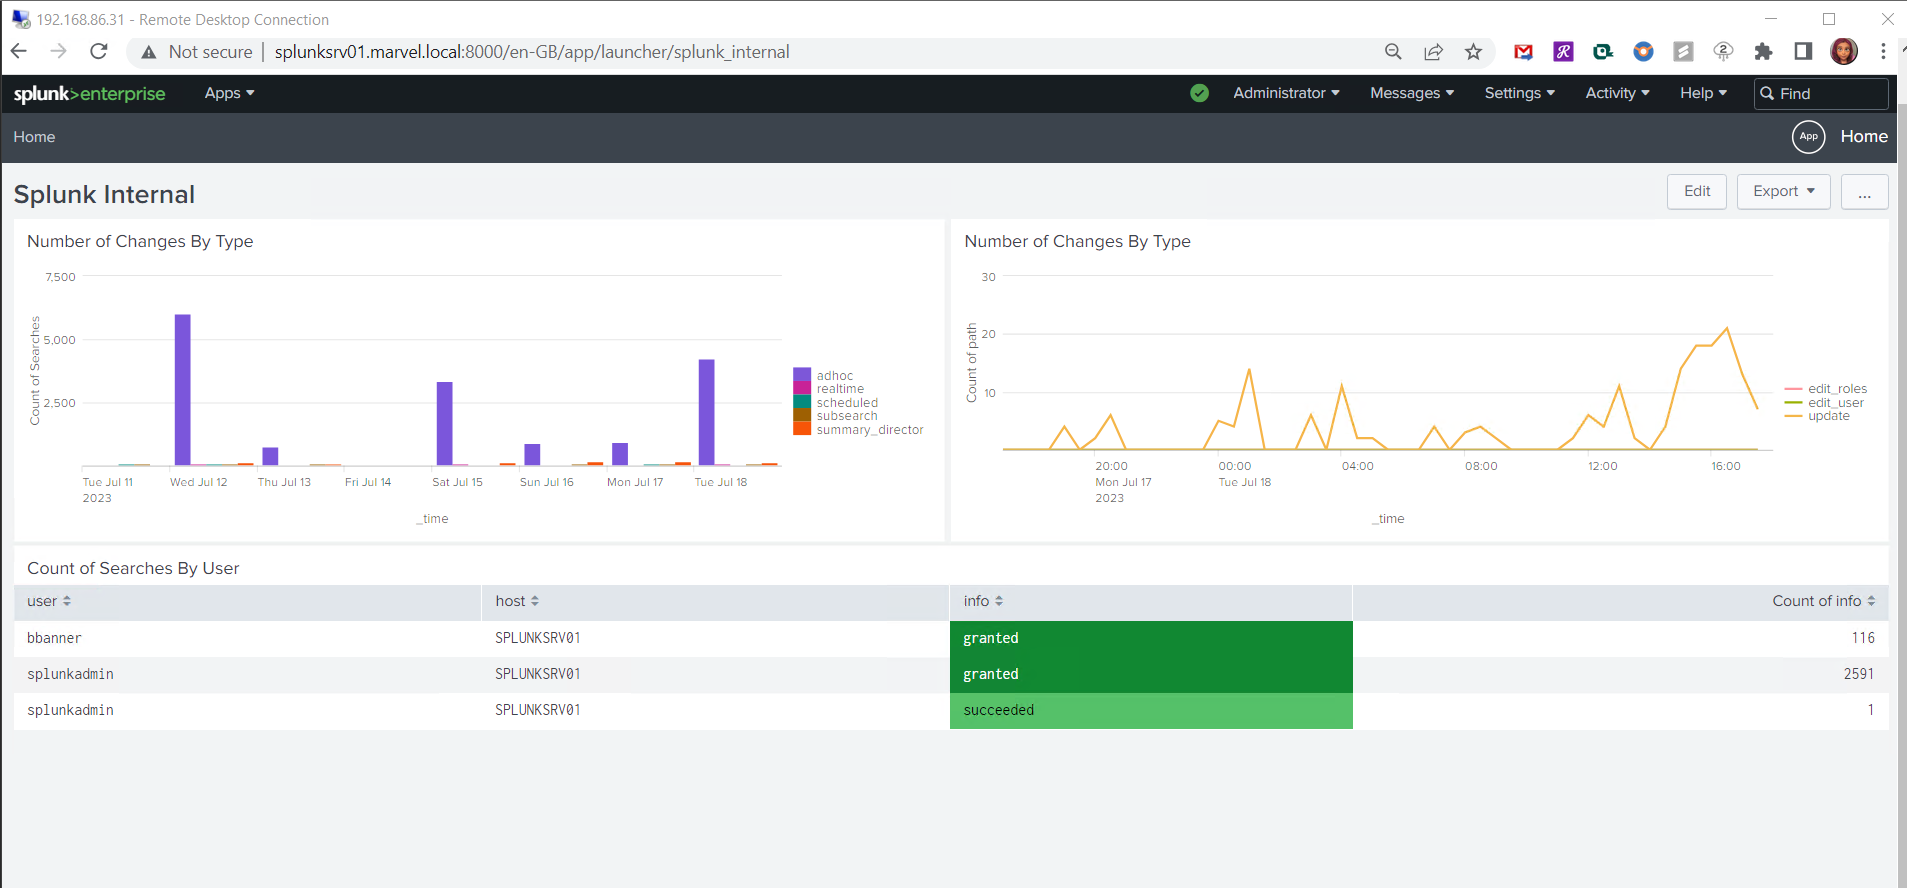 192.168.86.31 - Remote Desktop Connection
Not secure | splunksrv01.marvel.local:8000/en-GB/app/launcher/splunk_internal
splunk>enterprise Apps Administrator Messages Settings Activity Help Find
Home App Home
Splunk Internal Edit Export ...
Number of Changes By Type
7,500
5,000
2,500
Count of Searches
adhoc
realtime
scheduled
subsearch
summary_director
Tue Jul 11 Wed Jul 12 Thu Jul 13 Fri Jul 14 Sat Jul 15 Sun Jul 16 Mon Jul 17 Tue Jul 18
2023
_time
Number of Changes By Type
30
20
10
Count of path
edit_roles
edit_user
update
20:00 00:00 04:00 08:00 12:00 16:00
Mon Jul 17 Tue Jul 18
2023
_time
Count of Searches By User
user host info Count of info
bbanner SPLUNKSRV01 granted 116
splunkadmin SPLUNKSRV01 granted 2591
splunkadmin SPLUNKSRV01 succeeded 1